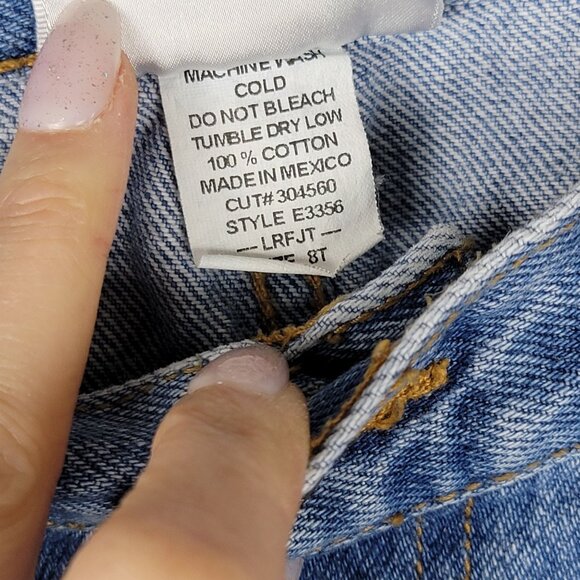 MACHINE WASH
COLD
DO NOT BLEACH
TUMBLE DRY LOW
100 % COTTON
MADE IN MEXICO
CUT# 304560
STYLE E3356
--- LRFJT ---
8T